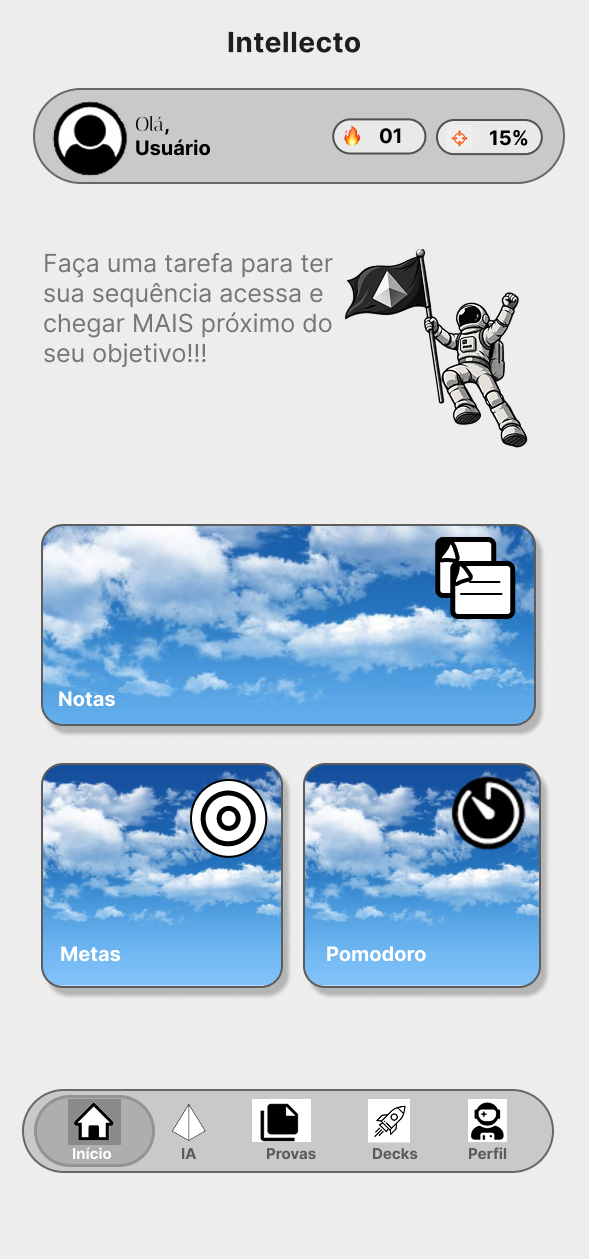 Intellecto
Olá,
Usuário
01
15%
Faça uma tarefa para ter
sua sequência acessa e
chegar MAIS próximo do
seu objetivo!!!
Notas
Metas
Pomodoro
Início
IA
Provas
Decks
Perfil